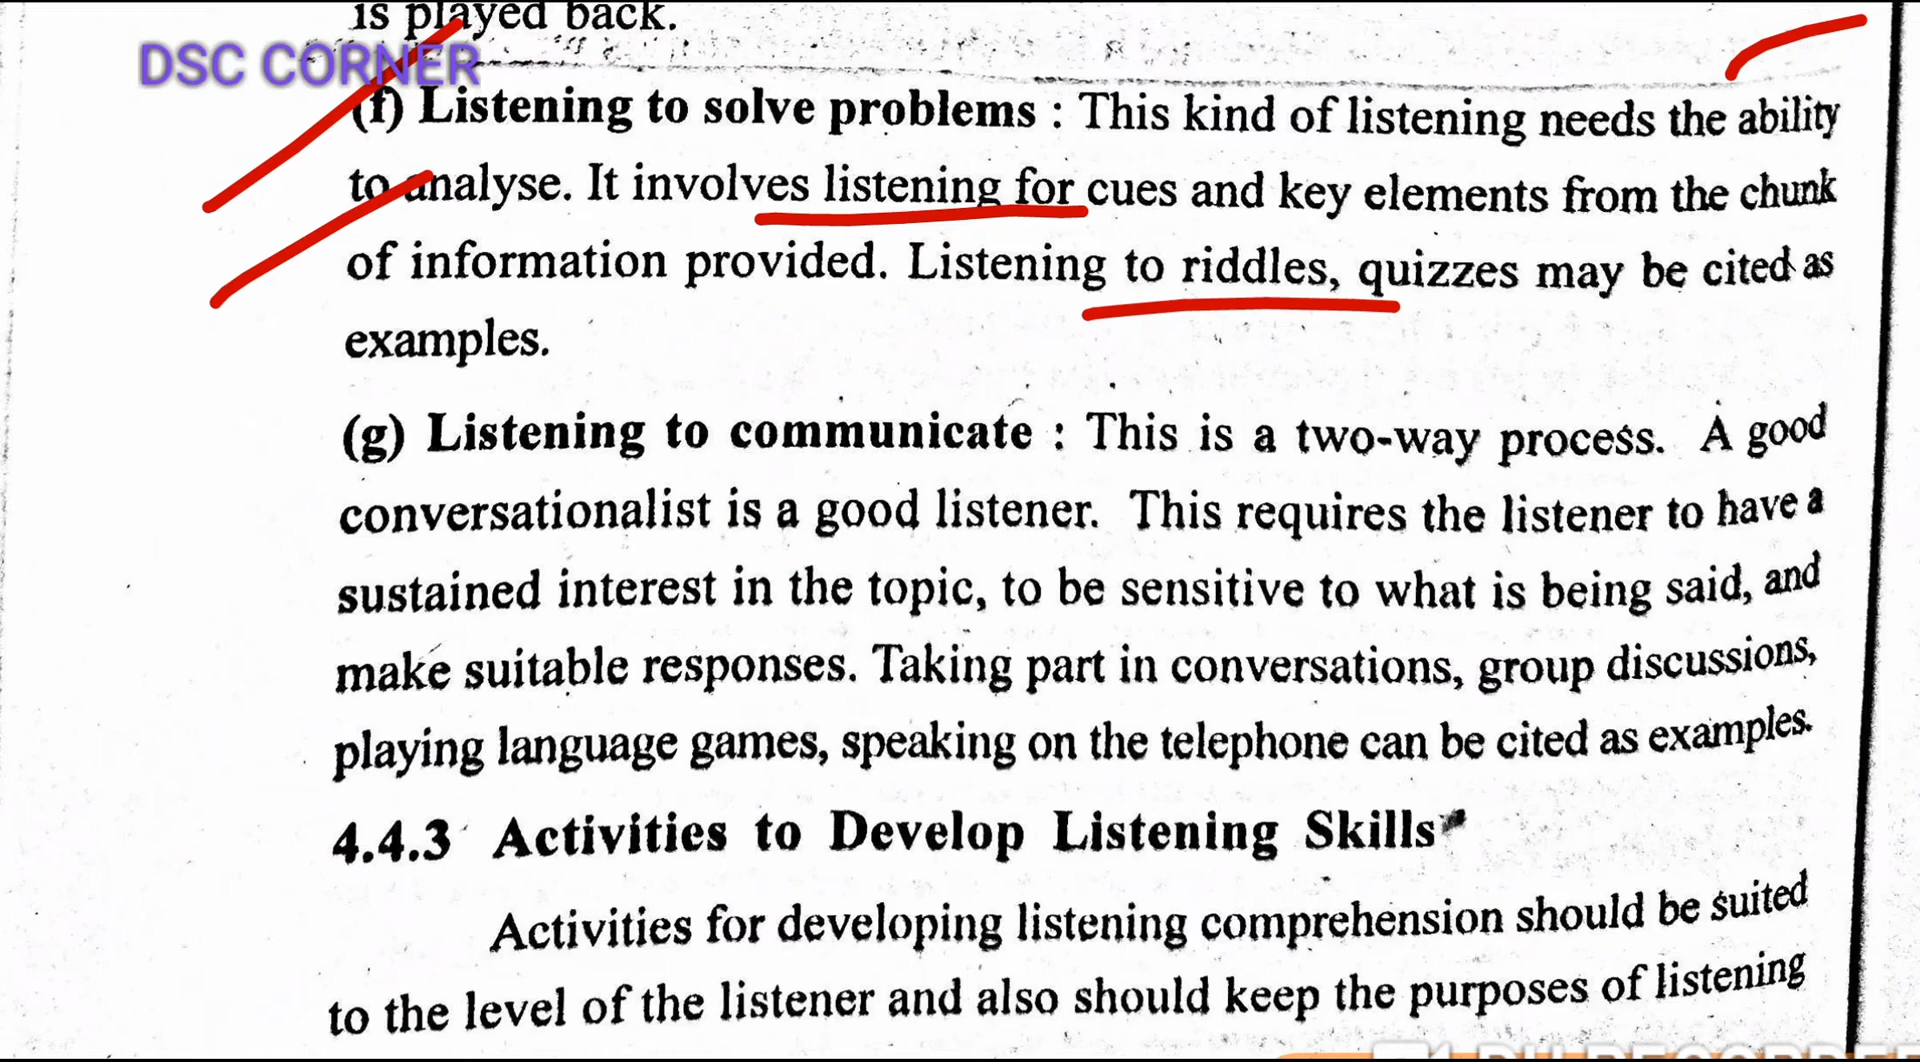 is played back.
DSC CORNER
(f) Listening to solve problems : This kind of listening needs the ability
to analyse. It involves listening for cues and key elements from the chunk
of information provided. Listening to riddles, quizzes may be cited as
examples.
(g) Listening to communicate : This is a two-way process. A good
conversationalist is a good listener. This requires the listener to have a
sustained interest in the topic, to be sensitive to what is being said, and
make suitable responses. Taking part in conversations, group discussions,
playing language games, speaking on the telephone can be cited as examples.
4.4.3 Activities to Develop Listening Skills
Activities for developing listening comprehension should be suited
to the level of the listener and also should keep the purposes of listening